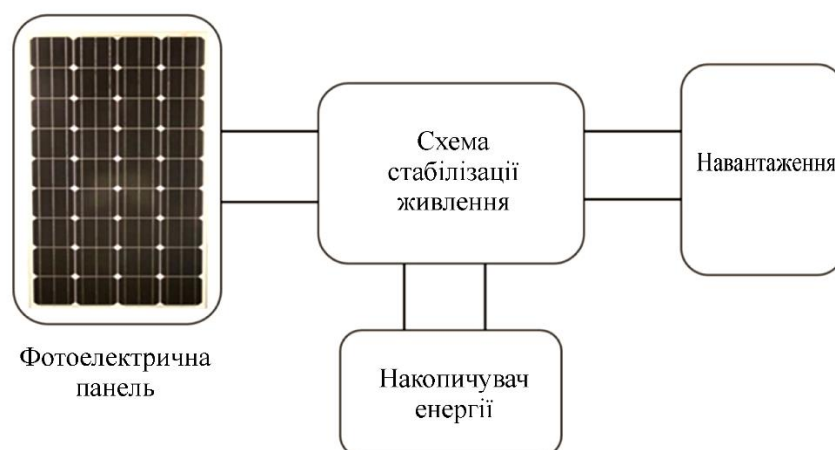 Схема
стабілізації
живлення
Навантаження
Фотоелектрична
панель
Накопичувач
енергії